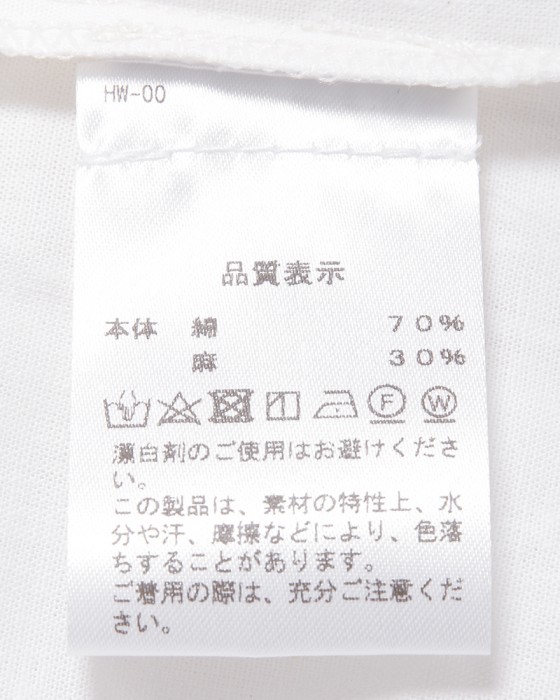 HW-00
品質表示
本体 綿 70%
麻 30%
F W
漂白剤のご使用はお避けくださ
い。
この製品は、素材の特性上、水
分や汗、摩擦などにより、色落
ちすることがあります。
ご着用の際は、充分ご注意くだ
さい。